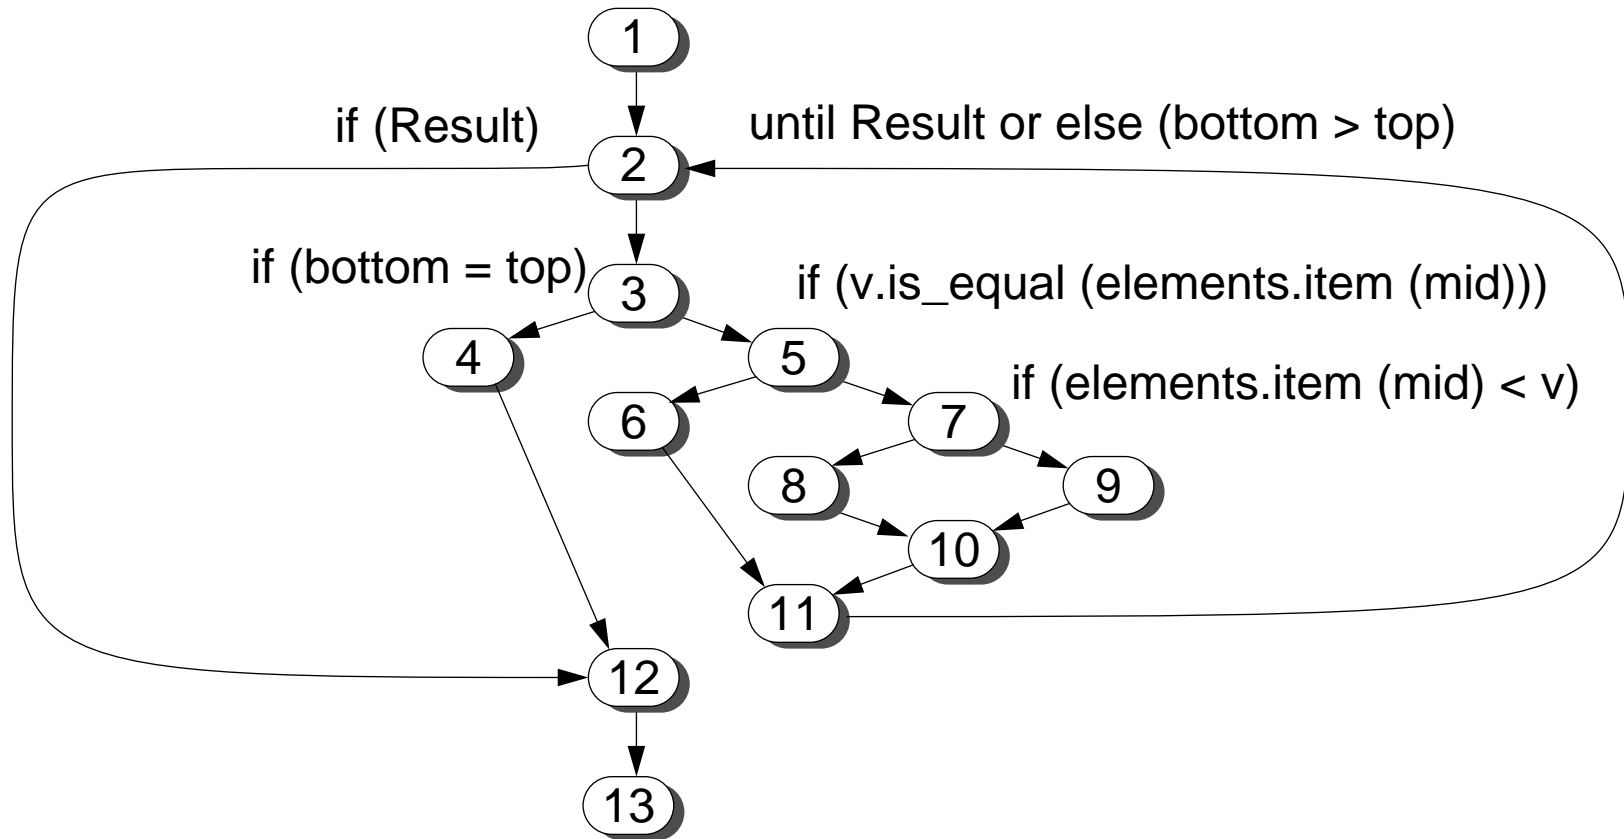 1
if (Result)
until Result or else (bottom > top)
2
if (bottom = top)
3
if (v.is_equal (elements.item (mid)))
4
5
if (elements.item (mid) < v)
6
7
8
9
10
11
12
13